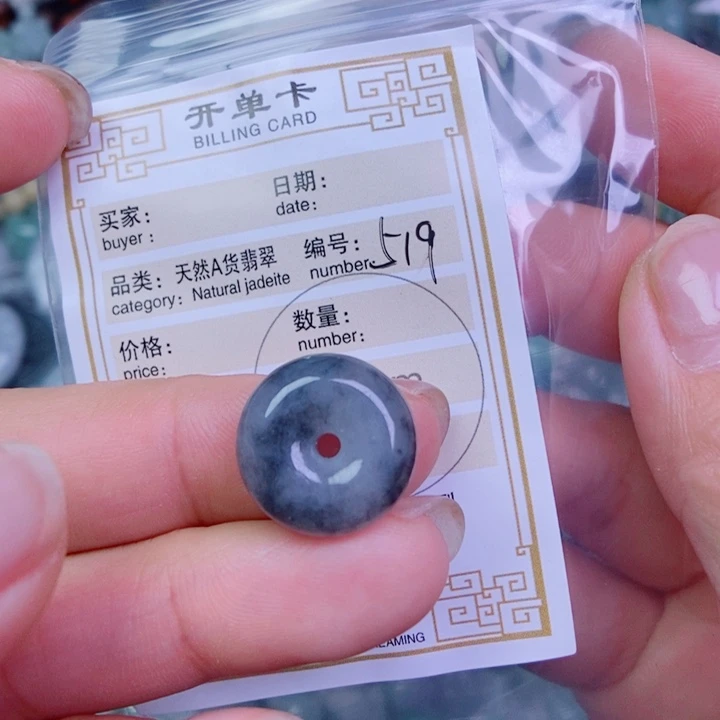 开单卡
BILLING CARD
买家： 日期：
buyer： date：
品类：天然A货翡翠 编号：519
category：Natural jadeite number：
价格： 数量：
price： number：